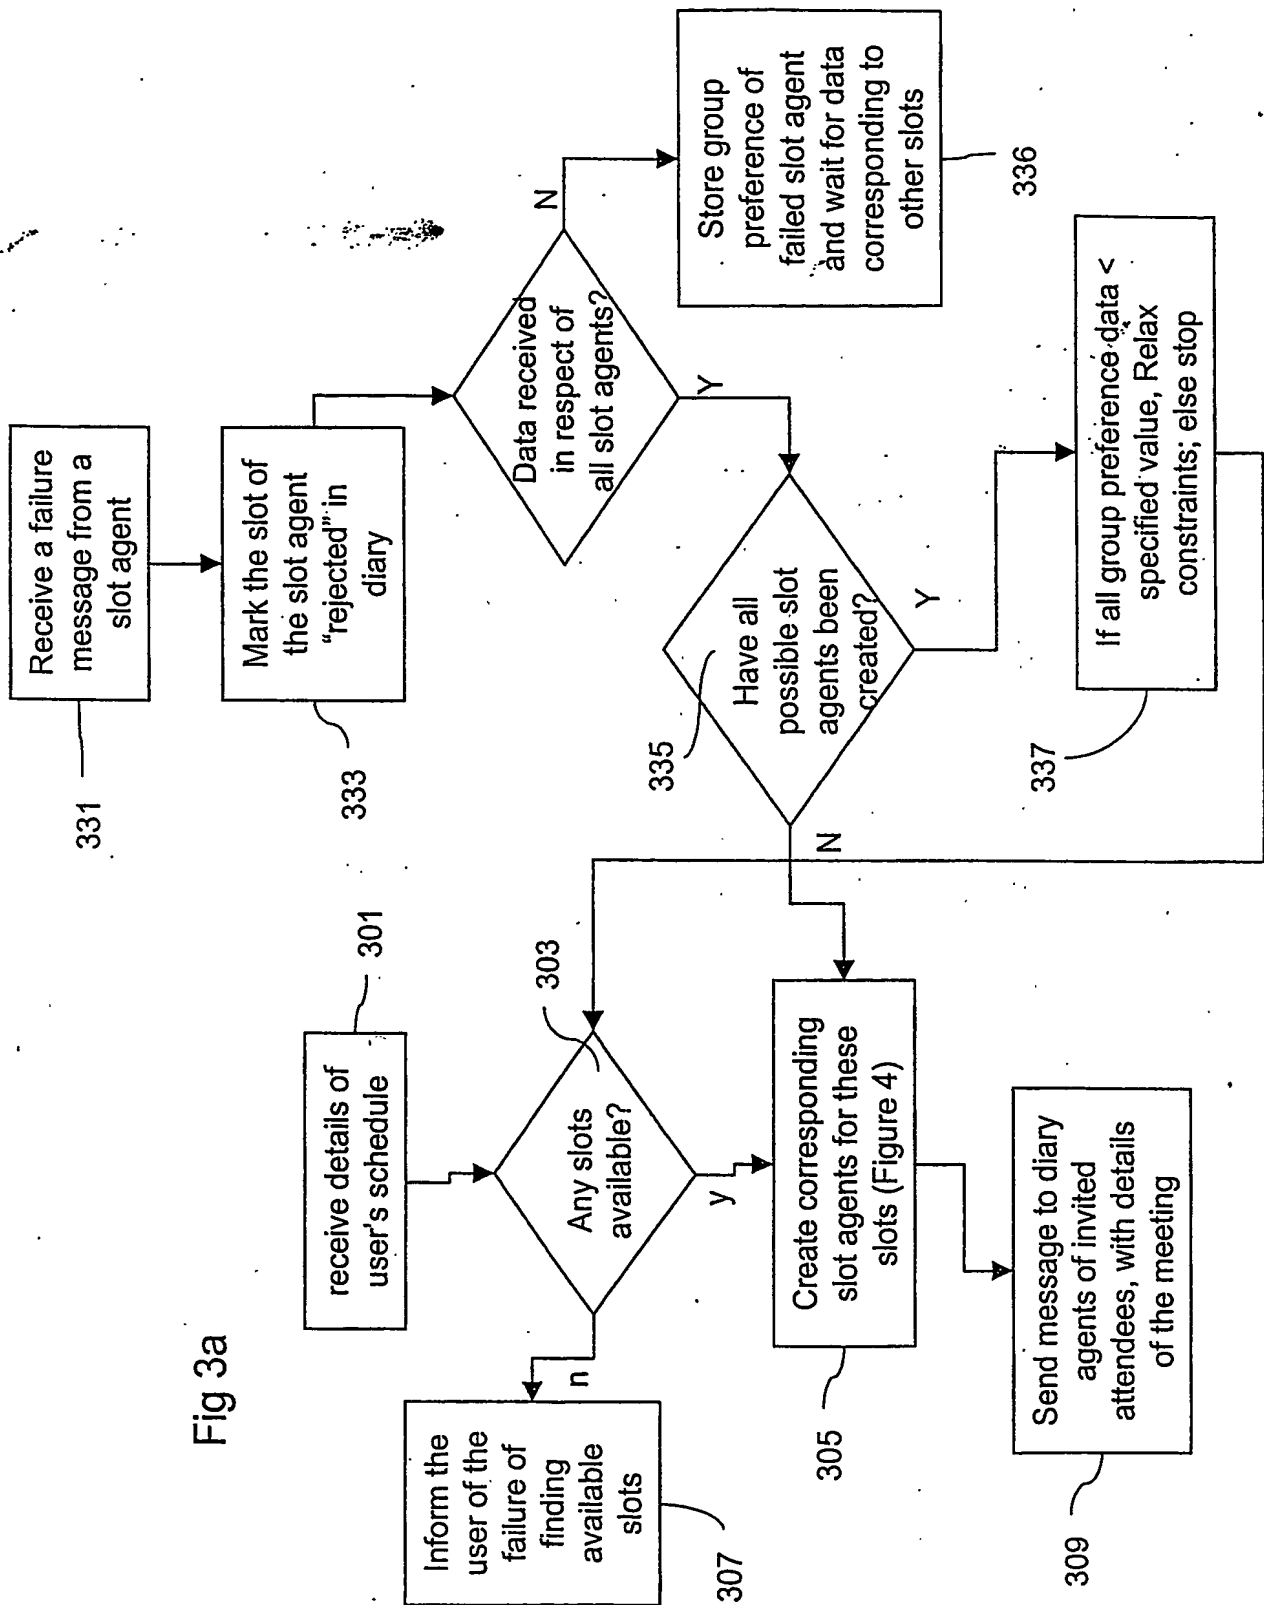 Fig 3a
receive details of
user's schedule
301
Any slots
available?
303
n
y
Inform the
user of the
failure of
finding
available
slots
307
Create corresponding
slot agents for these
slots (Figure 4)
305
Send message to diary
agents of invited
attendees, with details
of the meeting
309
Receive a failure
message from a
slot agent
331
Mark the slot of
the slot agent
“rejected” in
diary
333
Data received
in respect of
all slot agents?
N
Y
Store group
preference of
failed slot agent
and wait for data
corresponding to
other slots
336
Have all
possible slot
agents been
created?
335
N
Y
If all group preference data <
specified value, Relax
constraints; else stop
337